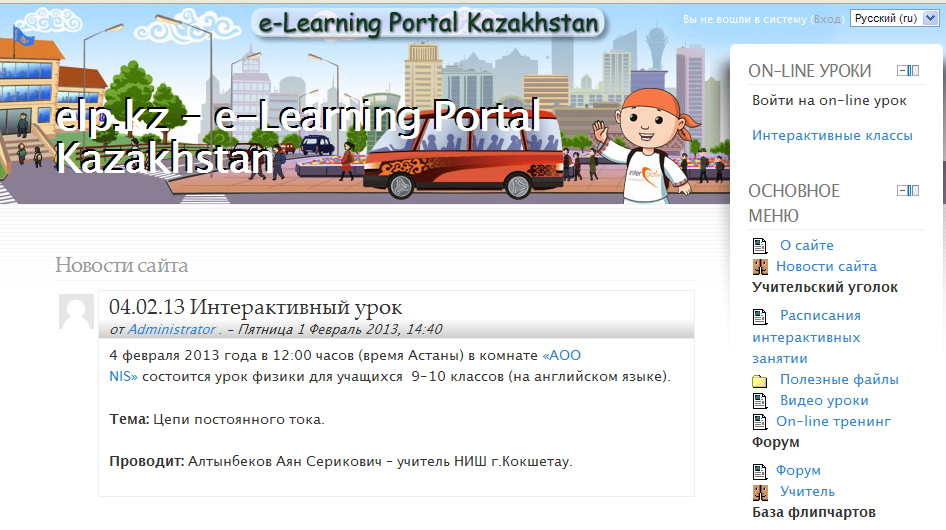 e-Learning Portal Kazakhstan
Вы не вошли в систему (Вход)
Русский (ru)
elp.kz – e-Learning Portal
Kazakhstan
Новости сайта
04.02.13 Интерактивный урок
от Administrator . - Пятница 1 Февраль 2013, 14:40
4 февраля 2013 года в 12:00 часов (время Астаны) в комнате «АОО
NIS» состоится урок физики для учащихся 9-10 классов (на английском языке).
Тема: Цепи постоянного тока.
Проводит: Алтынбеков Аян Серикович – учитель НИШ г.Кокшетау.
ON-LINE УРОКИ
Войти на on-line урок
Интерактивные классы
ОСНОВНОЕ
МЕНЮ
О сайте
Новости сайта
Учительский уголок
Расписания
интерактивных
занятии
Полезные файлы
Видео уроки
On-line тренинг
Форум
Форум
Учитель
База флипчартов